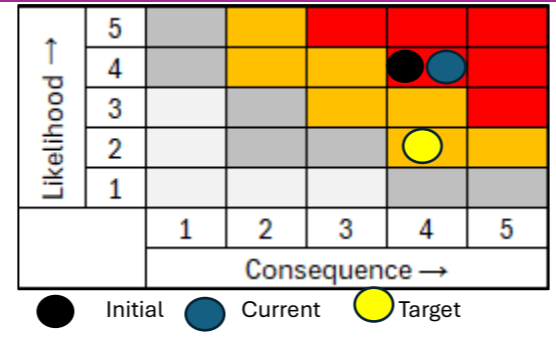 Likelihood →
5
4
3
2
1
1 2 3 4 5
Consequence →
Initial Current Target